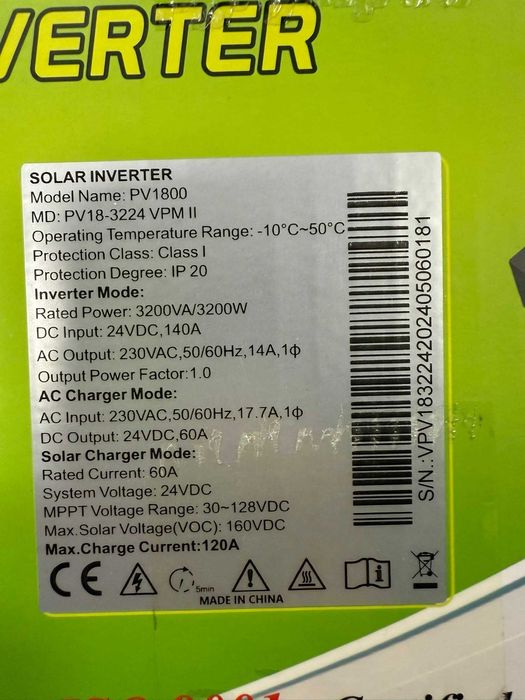 VERTER
SOLAR INVERTER
Model Name: PV1800
MD: PV18-3224 VPM II
Operating Temperature Range: -10°C~50°C
Protection Class: Class I
Protection Degree: IP 20
Inverter Mode:
Rated Power: 3200VA/3200W
DC Input: 24VDC,140A
AC Output: 230VAC,50/60Hz,14A,1ϕ
Output Power Factor:1.0
AC Charger Mode:
AC Input: 230VAC,50/60Hz,17.7A,1ϕ
DC Output: 24VDC,60A
Solar Charger Mode:
Rated Current: 60A
System Voltage: 24VDC
MPPT Voltage Range: 30~128VDC
Max.Solar Voltage(VOC): 160VDC
Max.Charge Current:120A
S/N.:VPV1832242024050601​81
CE
5min
MADE IN CHINA